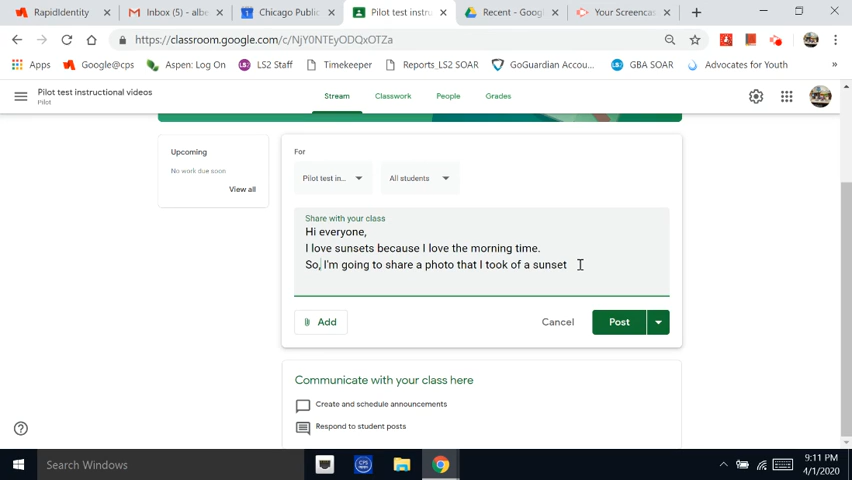 RapidIdentity
Inbox (5) - albe
Chicago Public
Pilot test instru
Recent - Goog
Your Screencas
https://classroom.google.com/c/NjY0NTEyODQxOTZa
Apps
Google@cps
Aspen: Log On
LS2 Staff
Timekeeper
Reports_LS2 SOAR
GoGuardian Accou...
GBA SOAR
Advocates for Youth
»
Pilot test instructional videos
Pilot
Stream
Classwork
People
Grades
Upcoming
No work due soon
View all
For
Pilot test in...
All students
Share with your class
Hi everyone,
I love sunsets because I love the morning time.
So, I'm going to share a photo that I took of a sunset
Add
Cancel
Post
Communicate with your class here
Create and schedule announcements
Respond to student posts
Search Windows
9:11 PM
4/1/2020